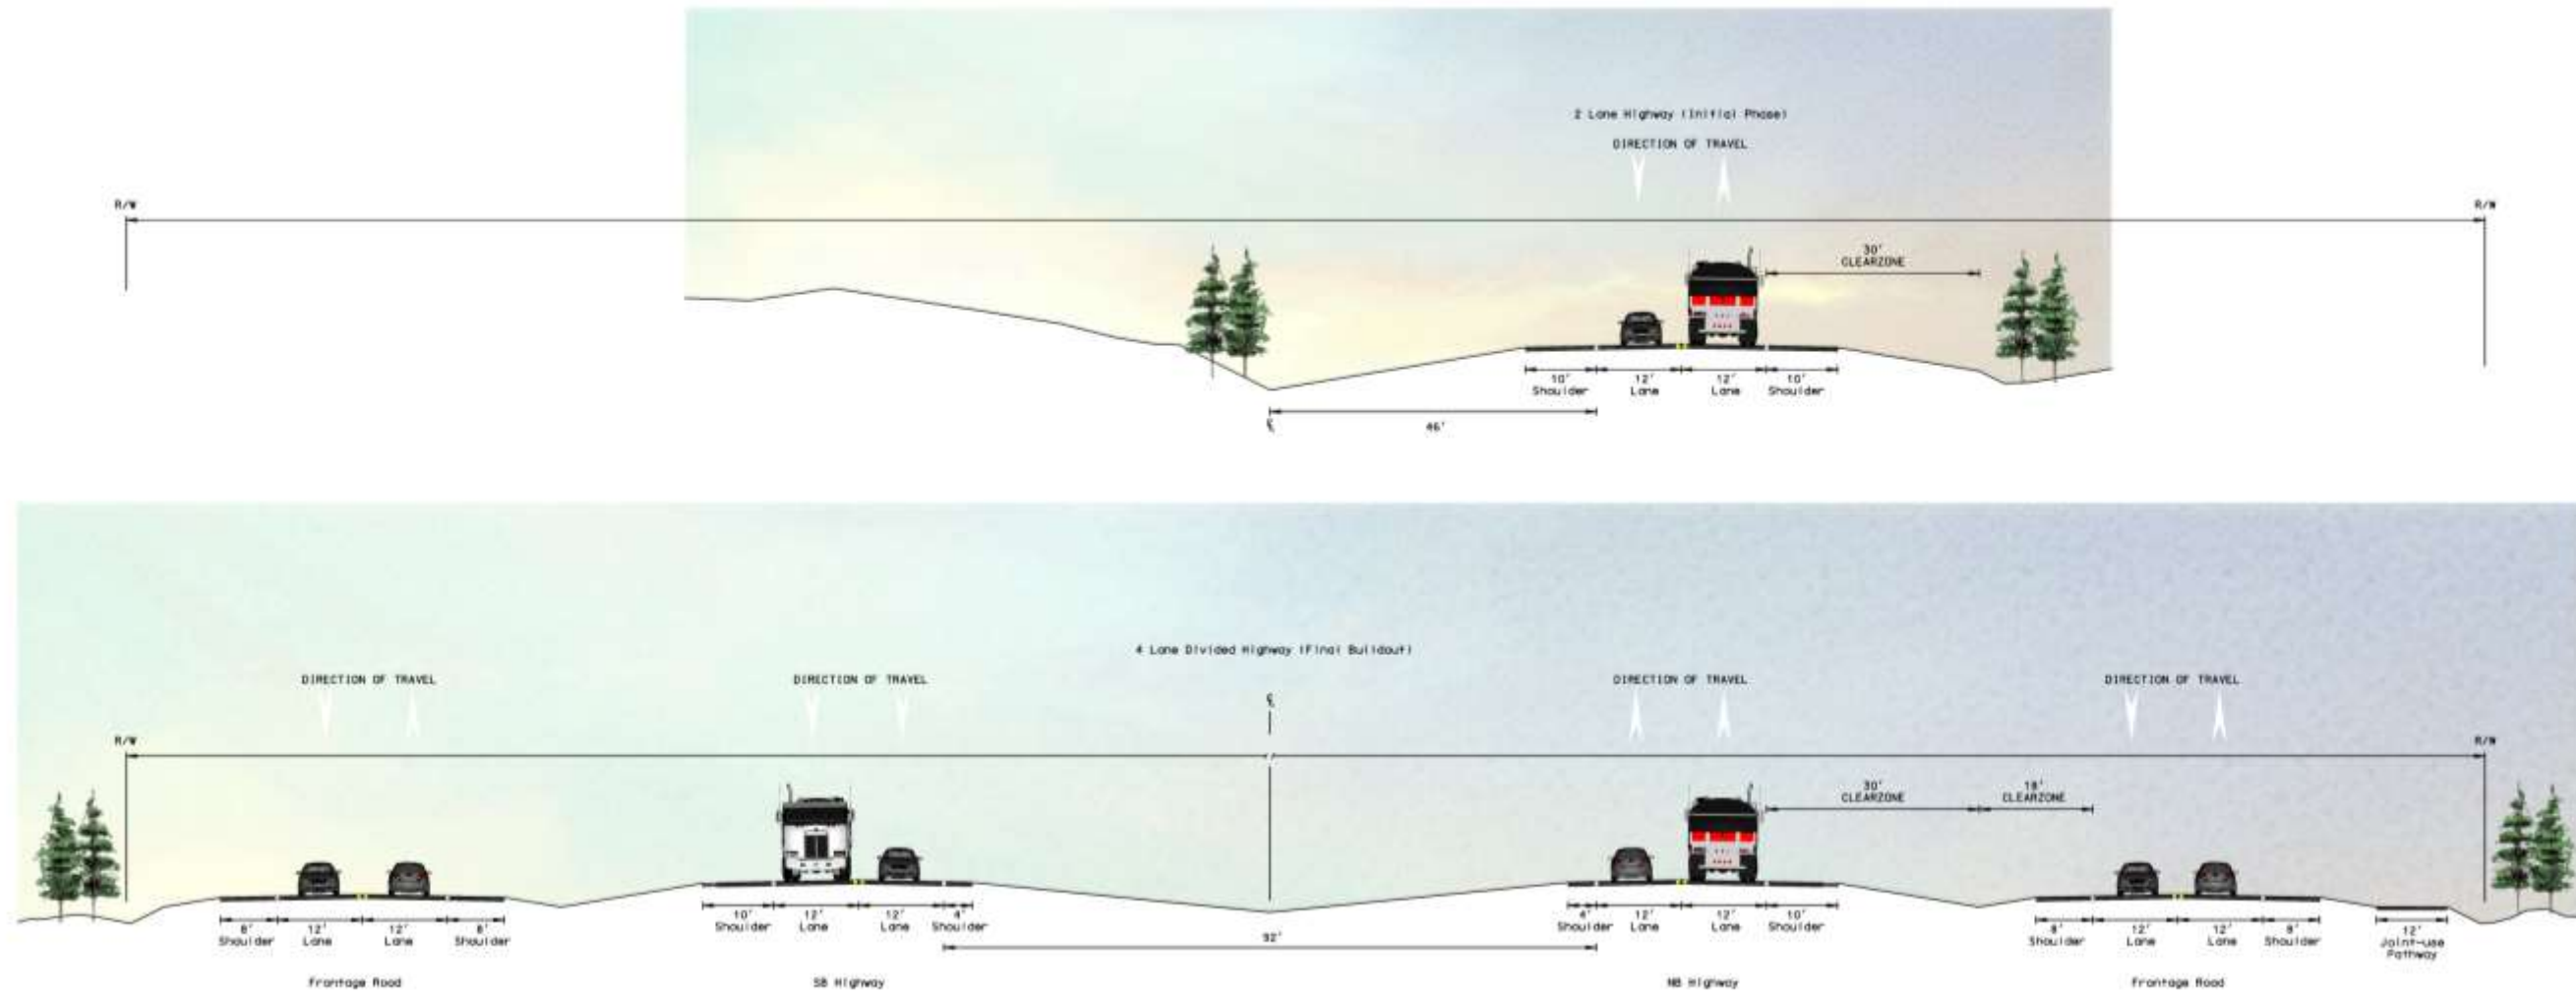 2 Lane Highway (Initial Phase)
DIRECTION OF TRAVEL
R/W
R/W
30'
CLEARZONE
10'
Shoulder
12'
Lane
12'
Lane
10'
Shoulder
℄
46'
4 Lane Divided Highway (Final Buildout)
DIRECTION OF TRAVEL
DIRECTION OF TRAVEL
℄
DIRECTION OF TRAVEL
DIRECTION OF TRAVEL
R/W
R/W
30'
CLEARZONE
18'
CLEARZONE
8'
Shoulder
12'
Lane
12'
Lane
8'
Shoulder
10'
Shoulder
12'
Lane
12'
Lane
4'
Shoulder
92'
4'
Shoulder
12'
Lane
12'
Lane
10'
Shoulder
8'
Shoulder
12'
Lane
12'
Lane
8'
Shoulder
12'
Joint-use
Pathway
Frontage Road
SB Highway
NB Highway
Frontage Road